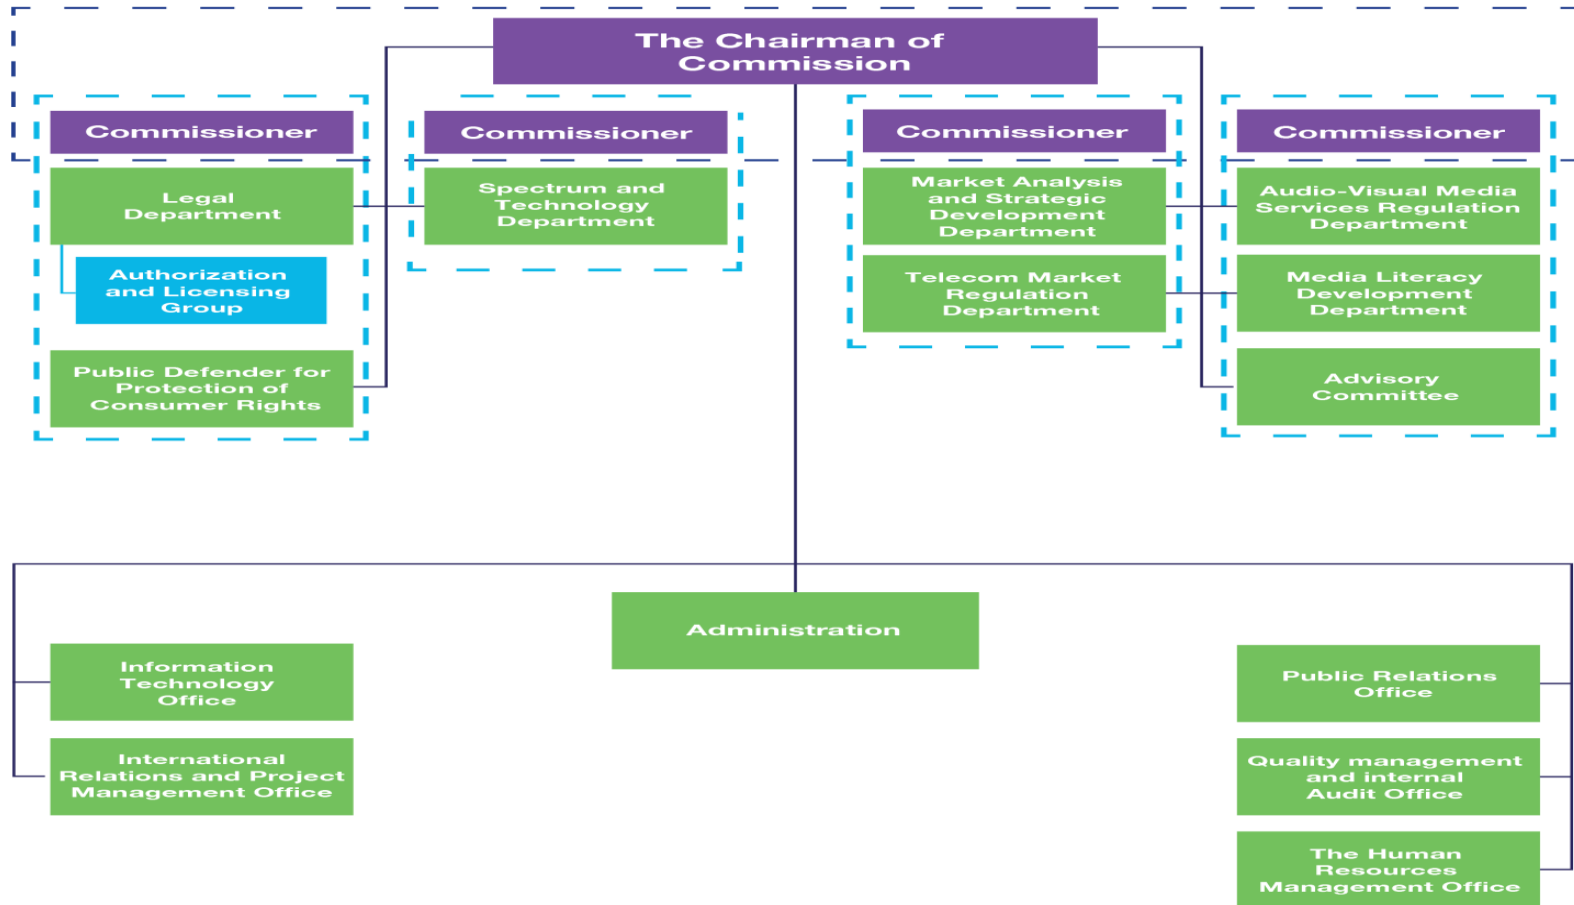 The Chairman of
Commission
Commissioner
Commissioner
Commissioner
Commissioner
Legal
Department
Authorization
and Licensing
Group
Public Defender for
Protection of
Consumer Rights
Spectrum and
Technology
Department
Market Analysis
and Strategic
Development
Department
Telecom Market
Regulation
Department
Audio-Visual Media
Services Regulation
Department
Media Literacy
Development
Department
Advisory
Committee
Administration
Information
Technology
Office
International
Relations and Project
Management Office
Public Relations
Office
Quality management
and internal
Audit Office
The Human
Resources
Management Office